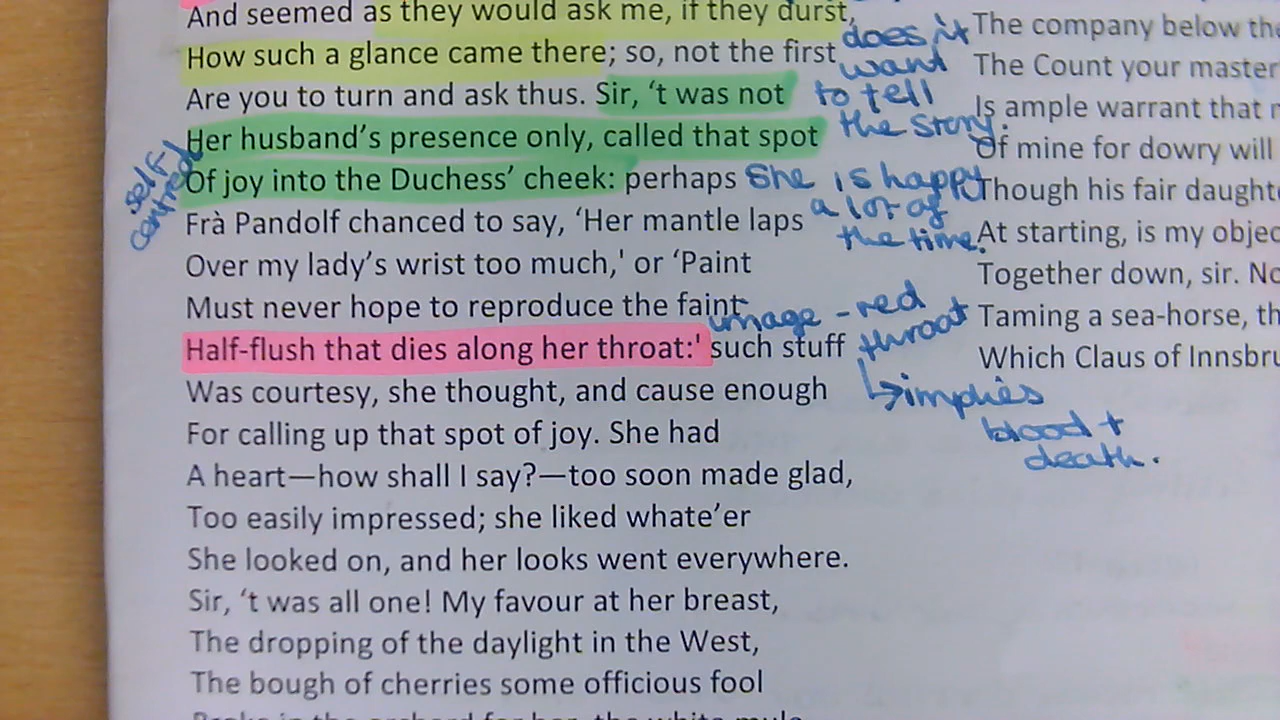 And seemed as they would ask me, if they durst,
How such a glance came there; so, not the first
Are you to turn and ask thus. Sir, ‘t was not
Her husband’s presence only, called that spot
Of joy into the Duchess’ cheek: perhaps
Frà Pandolf chanced to say, ‘Her mantle laps
Over my lady’s wrist too much,' or ‘Paint
Must never hope to reproduce the faint
Half-flush that dies along her throat:' such stuff
Was courtesy, she thought, and cause enough
For calling up that spot of joy. She had
A heart—how shall I say?—too soon made glad,
Too easily impressed; she liked whate’er
She looked on, and her looks went everywhere.
Sir, ‘t was all one! My favour at her breast,
The dropping of the daylight in the West,
The bough of cherries some officious fool
self
centred
does it
want
to tell
the story.
She is happy
a lot of
the time.
image - red
throat
↳ implies
blood +
death.
The company below
The Count your master
Is ample warrant that
Of mine for dowry will
Though his fair
At starting, is my
Together down, sir.
Taming a sea-horse,
Which Claus of